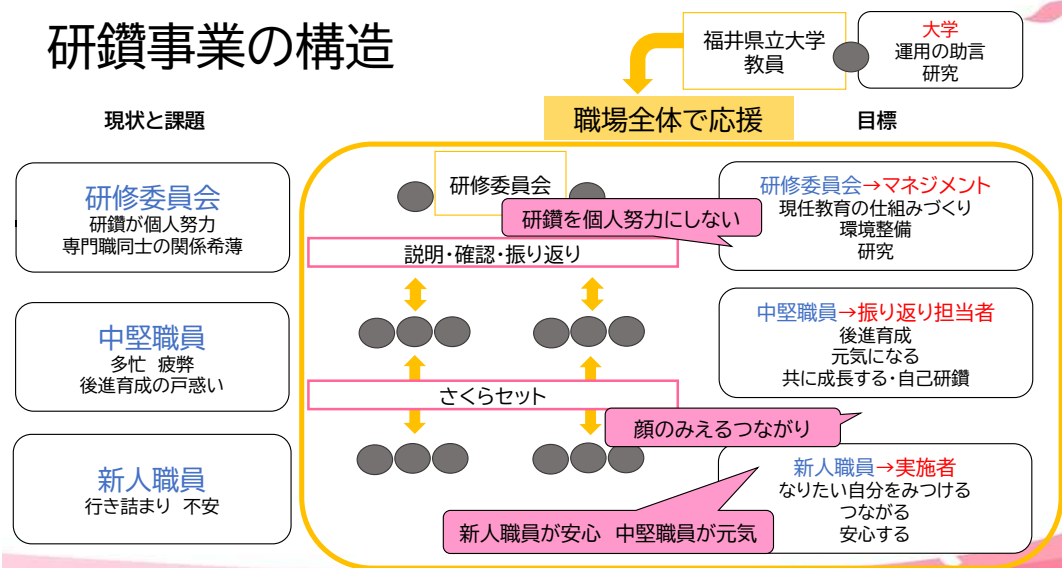 研鑽事業の構造
福井県立大学
教員
大学
運用の助言
研究
現状と課題
職場全体で応援
目標
研修委員会
研鑽が個人努力
専門職同士の関係希薄
研修委員会
研鑽を個人努力にしない
説明・確認・振り返り
研修委員会→マネジメント
現任教育の仕組みづくり
環境整備
研究
中堅職員
多忙 疲弊
後進育成の戸惑い
中堅職員→振り返り担当者
後進育成
元気になる
共に成長する・自己研鑽
さくらセット
顔のみえるつながり
新人職員
行き詰まり 不安
新人職員→実施者
なりたい自分をみつける
つながる
安心する
新人職員が安心 中堅職員が元気